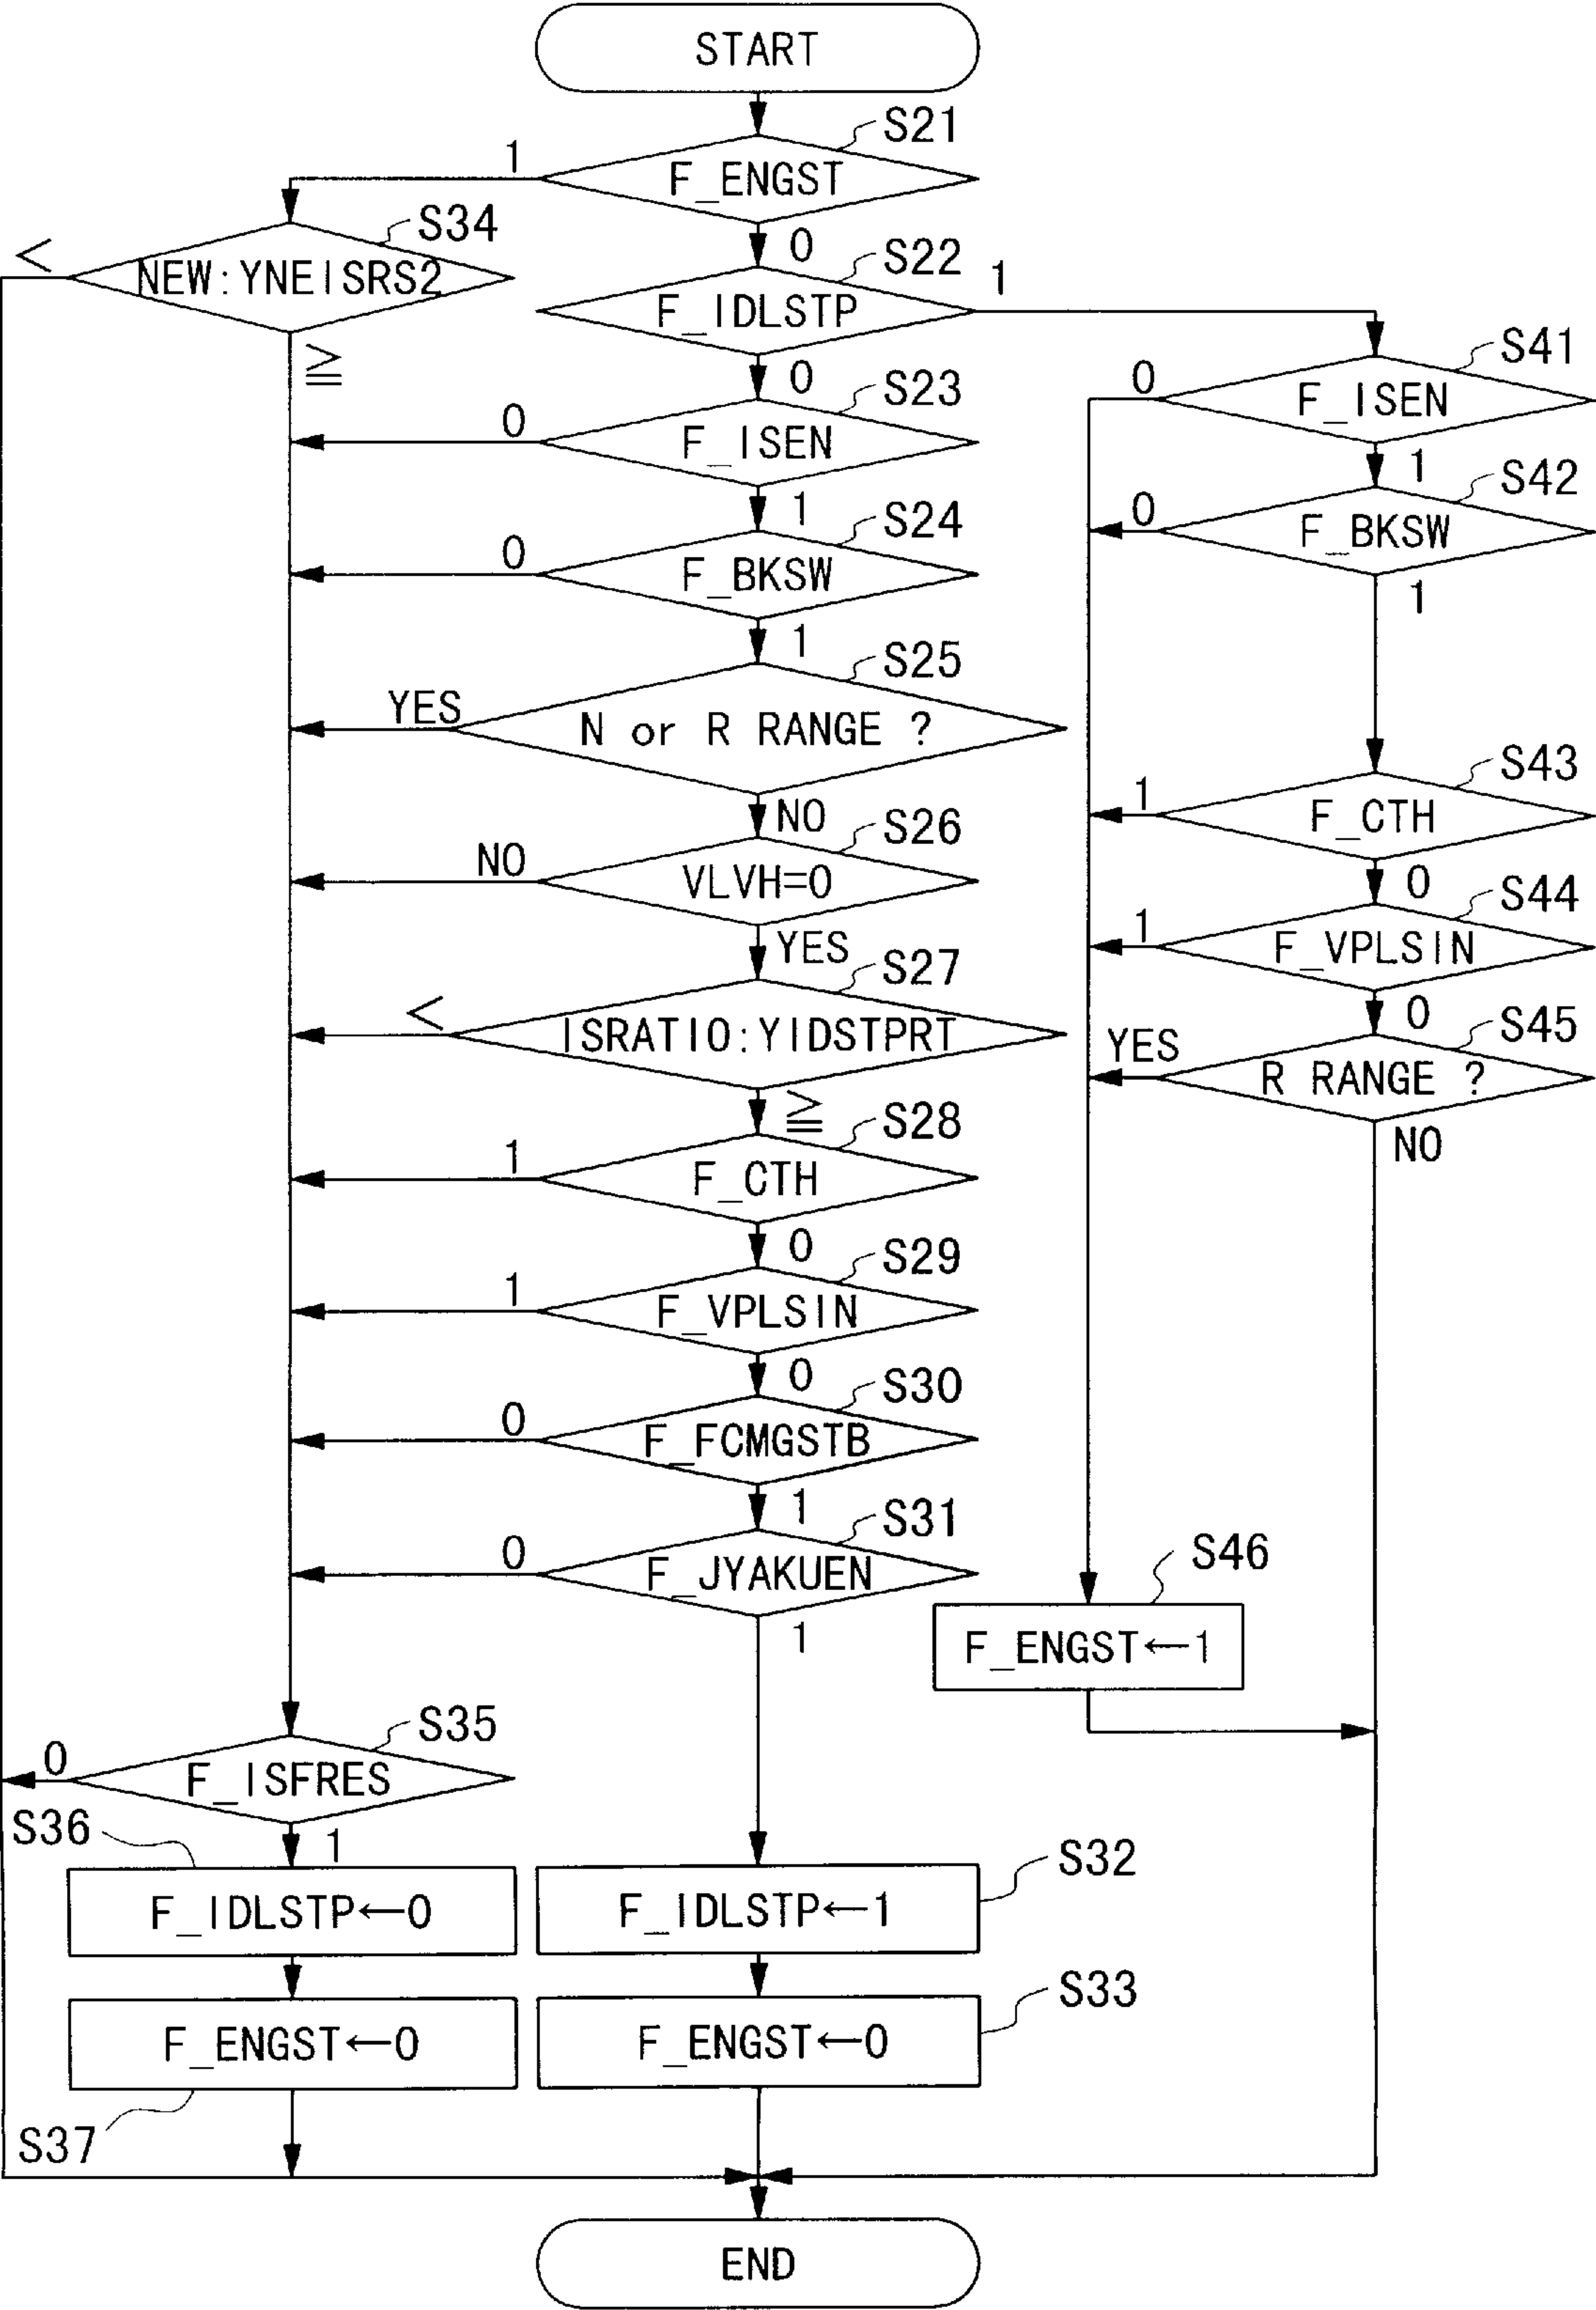 START
S21
1
F_ENGST
S34
<
NEW:YNEISRS2
≧
0
S22
1
F_IDLSTP
0
S41
0
F_ISEN
S23
0
F_ISEN
1
S42
0
F_BKSW
1
1
S24
0
F_BKSW
1
S25
YES
N or R RANGE ?
NO
S43
1
F_CTH
0
S26
NO
VLVH=0
YES
S44
1
F_VPLSIN
0
S27
<
ISRATIO:YIDSTPRT
≧
S45
YES
R RANGE ?
NO
S28
1
F_CTH
0
S29
1
F_VPLSIN
0
S30
0
F_FCMGSTB
1
S31
0
F_JYAKUEN
1
S46
F_ENGST←1
S35
0
F_ISFRES
1
S36
F_IDLSTP←0
S32
F_IDLSTP←1
S33
F_ENGST←0
F_ENGST←0
S37
END